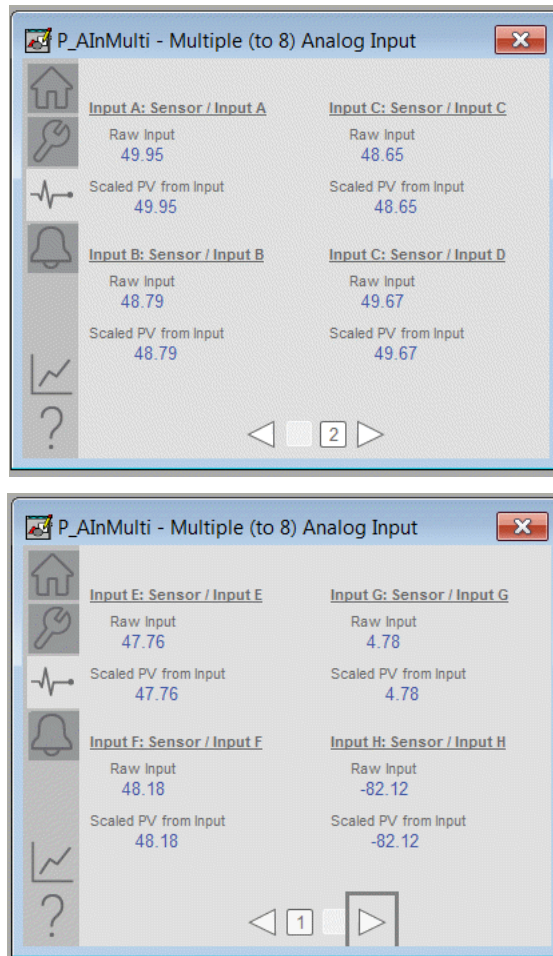 P_AInMulti - Multiple (to 8) Analog Input
Input A: Sensor / Input A
Raw Input
49.95
Scaled PV from Input
49.95
Input B: Sensor / Input B
Raw Input
48.79
Scaled PV from Input
48.79
Input C: Sensor / Input C
Raw Input
48.65
Scaled PV from Input
48.65
Input C: Sensor / Input D
Raw Input
49.67
Scaled PV from Input
49.67
?
2
P_AInMulti - Multiple (to 8) Analog Input
Input E: Sensor / Input E
Raw Input
47.76
Scaled PV from Input
47.76
Input F: Sensor / Input F
Raw Input
48.18
Scaled PV from Input
48.18
Input G: Sensor / Input G
Raw Input
4.78
Scaled PV from Input
4.78
Input H: Sensor / Input H
Raw Input
-82.12
Scaled PV from Input
-82.12
?
1